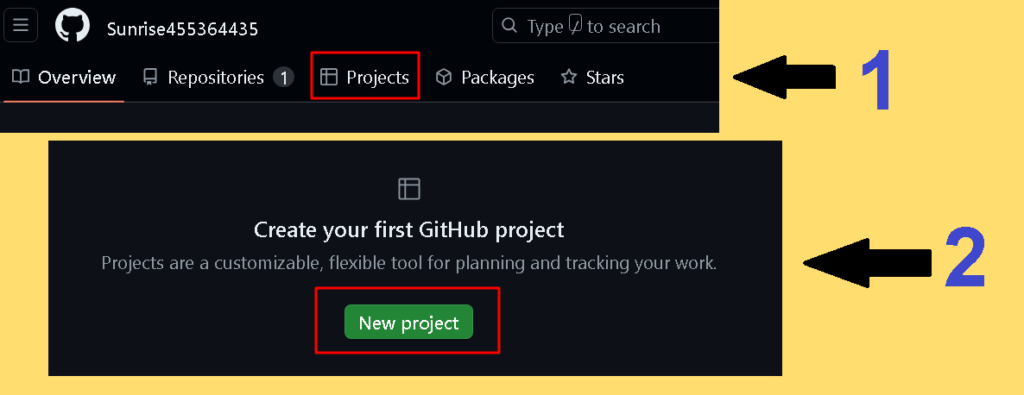 Sunrise455364435
Type / to search
Overview Repositories 1 Projects Packages Stars
1
Create your first GitHub project
Projects are a customizable, flexible tool for planning and tracking your work.
2
New project